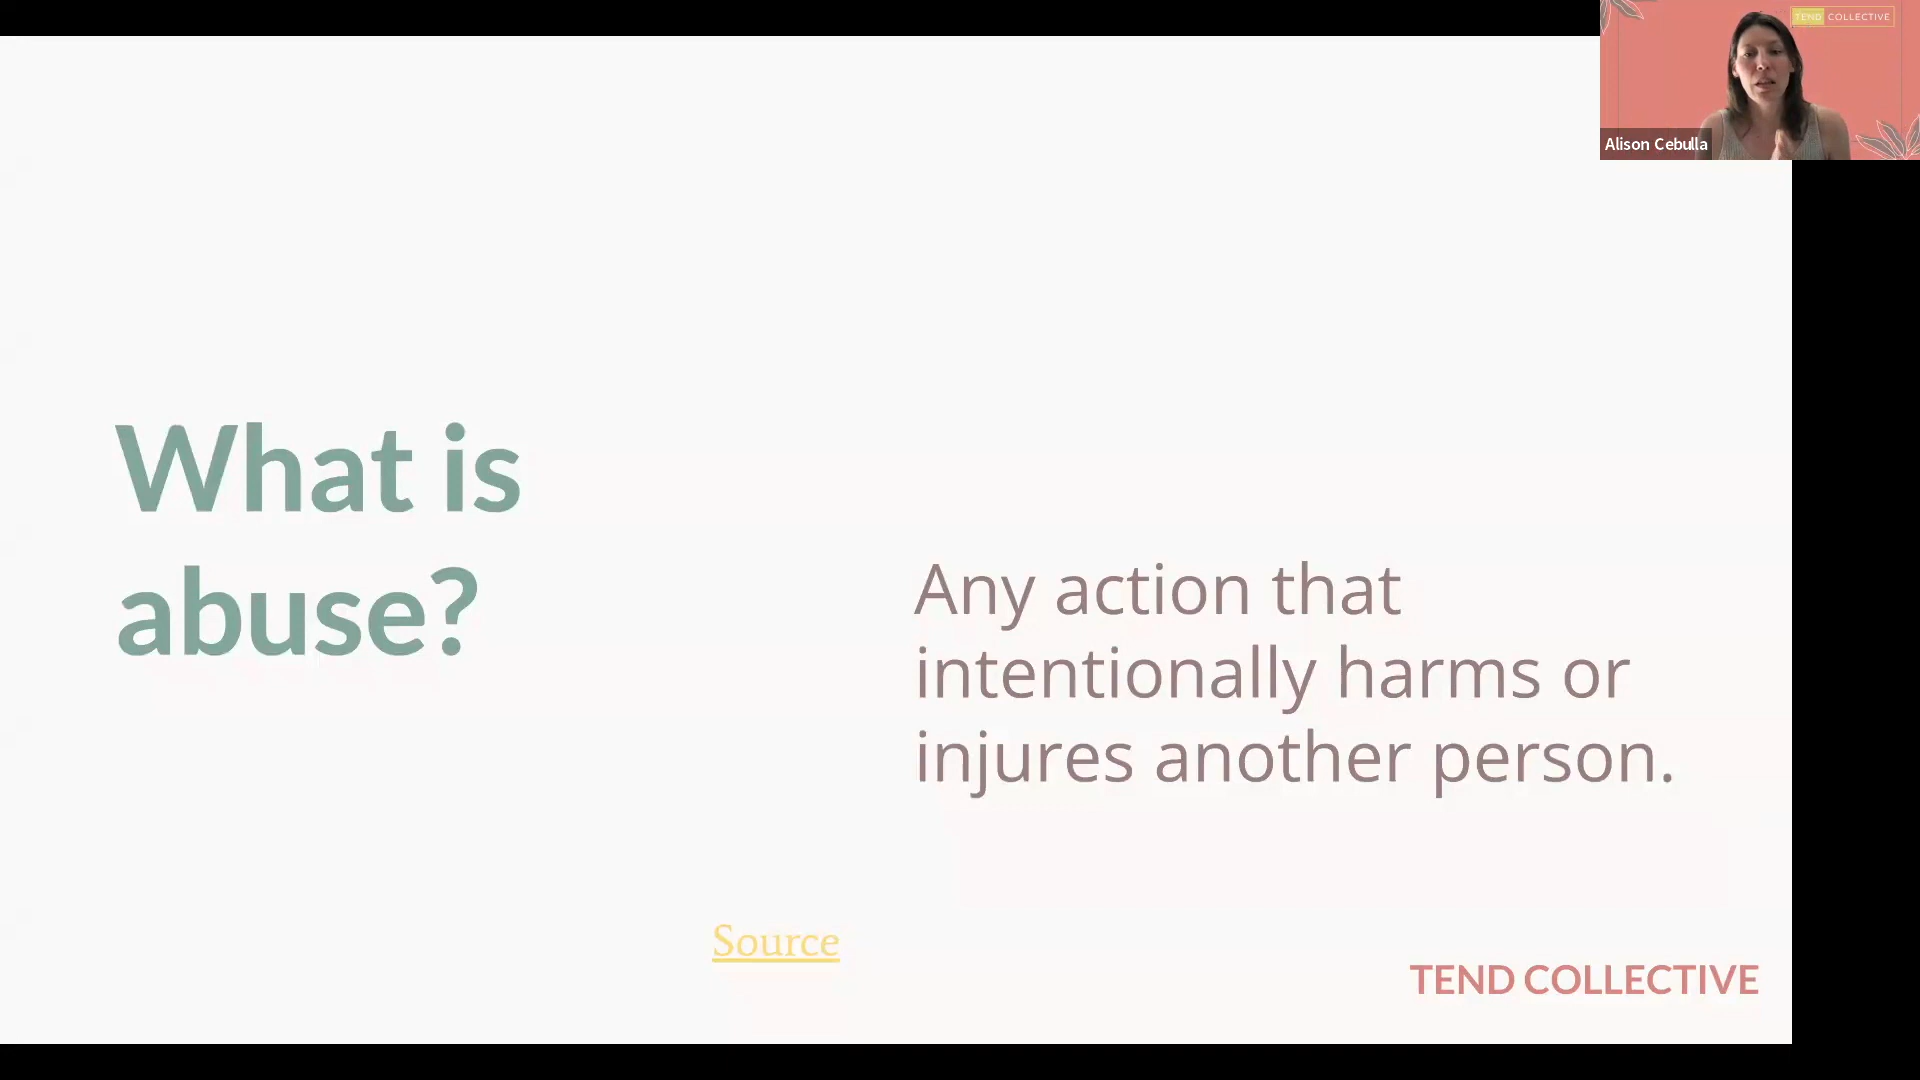 TEND COLLECTIVE
Alison Cebulla
What is
abuse?
Any action that
intentionally harms or
injures another person.
Source
TEND COLLECTIVE